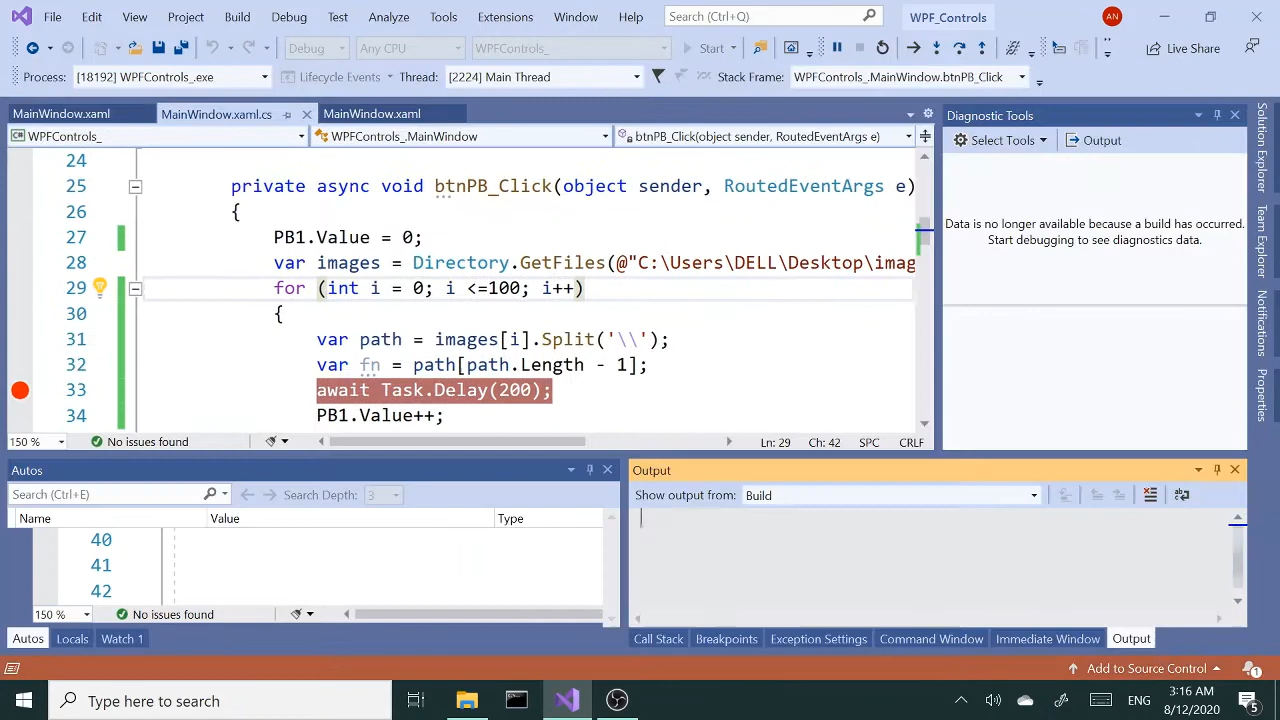 File Edit View Project Build Debug Test Analyze Tools Extensions Window Help Search (Ctrl+Q) WPF_Controls AN
Debug Any CPU WPFControls_ Start Live Share
Process: [18192] WPFControls_.exe Lifecycle Events Thread: [2224] Main Thread Stack Frame: WPFControls_.MainWindow.btnPB_Click
MainWindow.xaml MainWindow.xaml.cs MainWindow.xaml
WPFControls_ WPFControls_.MainWindow btnPB_Click(object sender, RoutedEventArgs e)
24
25 private async void btnPB_Click(object sender, RoutedEventArgs e)
26 {
27 PB1.Value = 0;
28 var images = Directory.GetFiles(@"C:\Users\DELL\Desktop\imag
29 for (int i = 0; i <=100; i++)
30 {
31 var path = images[i].Split('\\');
32 var fn = path[path.Length - 1];
33 await Task.Delay(200);
34 PB1.Value++;
150 % No issues found Ln: 29 Ch: 42 SPC CRLF
Diagnostic Tools
Select Tools Output
Data is no longer available because a build has occurred.
Start debugging to see diagnostics data.
Solution Explorer
Team Explorer
Notifications
Properties
Autos
Search (Ctrl+E) Search Depth: 3
Name Value Type
40
41
42
150 % No issues found
Autos Locals Watch 1
Output
Show output from: Build
Call Stack Breakpoints Exception Settings Command Window Immediate Window Output
Add to Source Control 1
Type here to search
ENG
3:16 AM
8/12/2020
5